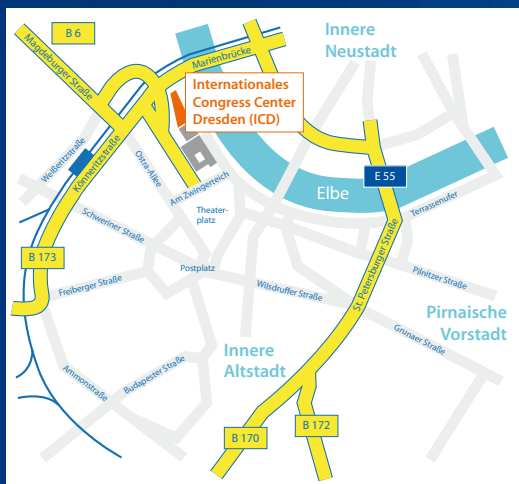 B 6
Magdeburger Straße
Marienbrücke
Innere
Neustadt
Internationales
Congress Center
Dresden (ICD)
Weißeritzstraße
Könneritzstraße
Ostra-Allee
Am Zwingerteich
Theater-
platz
Elbe
E 55
Terrassenufer
Schweriner Straße
B 173
Freiberger Straße
Postplatz
Wilsdruffer Straße
St. Petersburger Straße
Pilnitzer Straße
Pirnaische
Vorstadt
Grunaer Straße
Innere
Altstadt
Ammonstraße
Budapester Straße
B 170
B 172